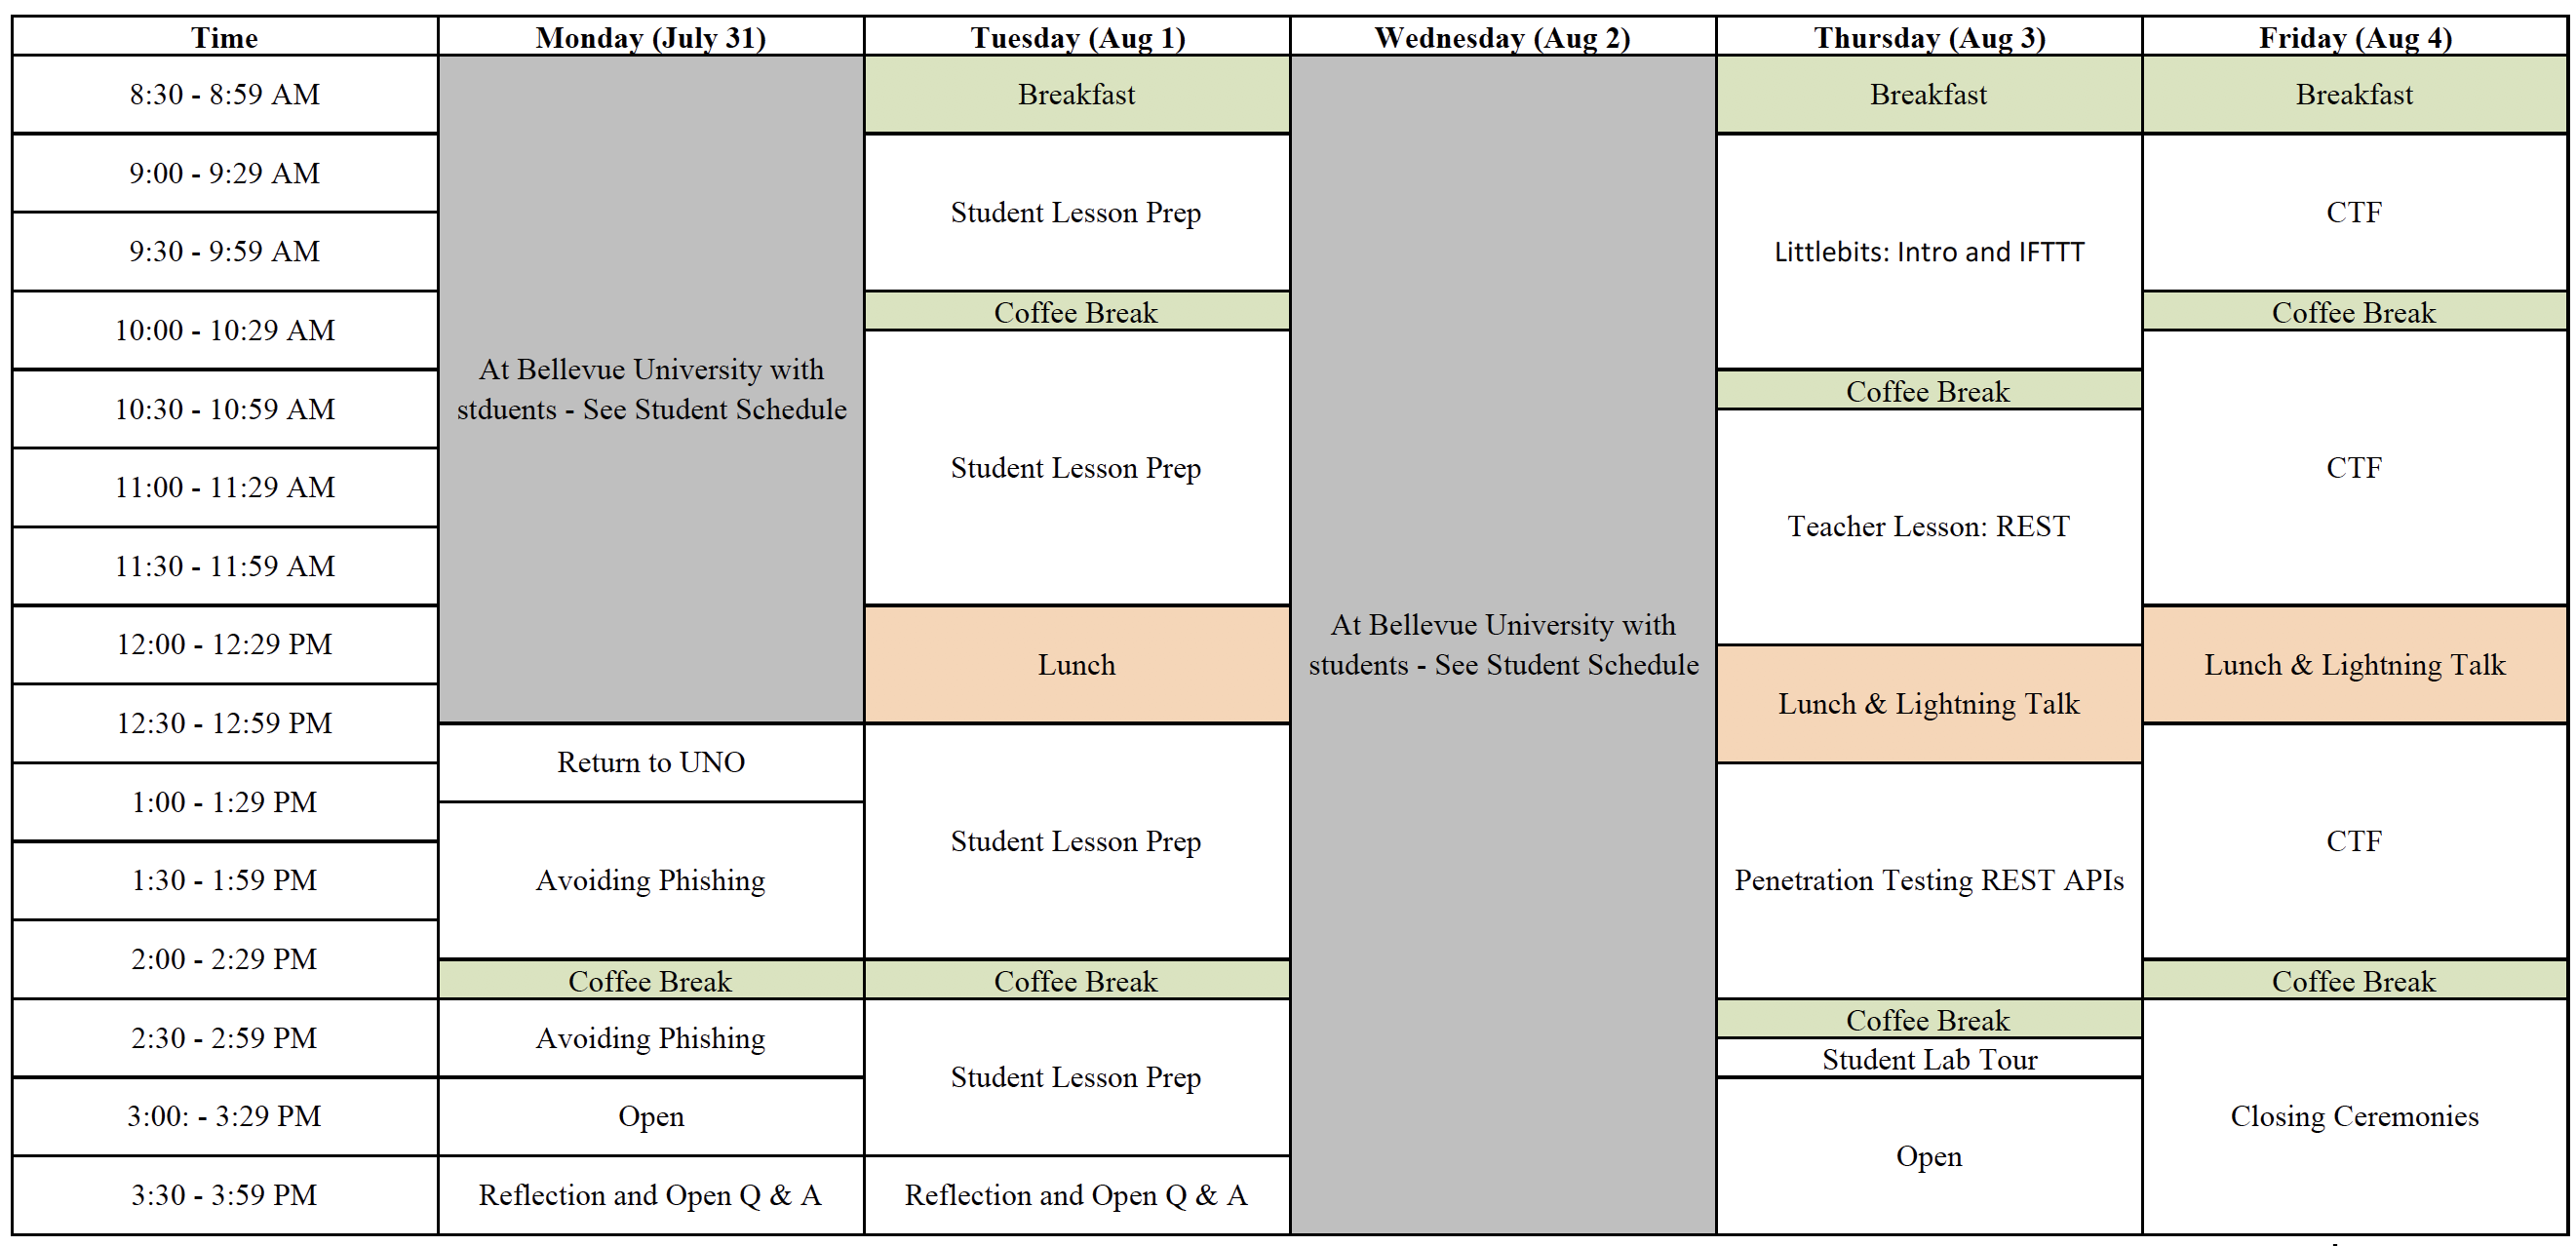 Time Monday (July 31) Tuesday (Aug 1) Wednesday (Aug 2) Thursday (Aug 3) Friday (Aug 4)
8:30 - 8:59 AM Breakfast Breakfast Breakfast
9:00 - 9:29 AM
Student Lesson Prep CTF
9:30 - 9:59 AM Littlebits: Intro and IFTTT
Coffee Break Coffee Break
10:00 - 10:29 AM
At Bellevue University with
Coffee Break
10:30 - 10:59 AM stduents - See Student Schedule
Student Lesson Prep CTF
11:00 - 11:29 AM
Teacher Lesson: REST
11:30 - 11:59 AM
At Bellevue University with
12:00 - 12:29 PM
Lunch students - See Student Schedule Lunch & Lightning Talk
Lunch & Lightning Talk
12:30 - 12:59 PM
Return to UNO
1:00 - 1:29 PM
Student Lesson Prep CTF
1:30 - 1:59 PM Avoiding Phishing Penetration Testing REST APIs
2:00 - 2:29 PM
Coffee Break Coffee Break Coffee Break
Coffee Break
2:30 - 2:59 PM Avoiding Phishing
Student Lab Tour
Student Lesson Prep
3:00: - 3:29 PM Open Closing Ceremonies
Open
3:30 - 3:59 PM Reflection and Open Q & A Reflection and Open Q & A